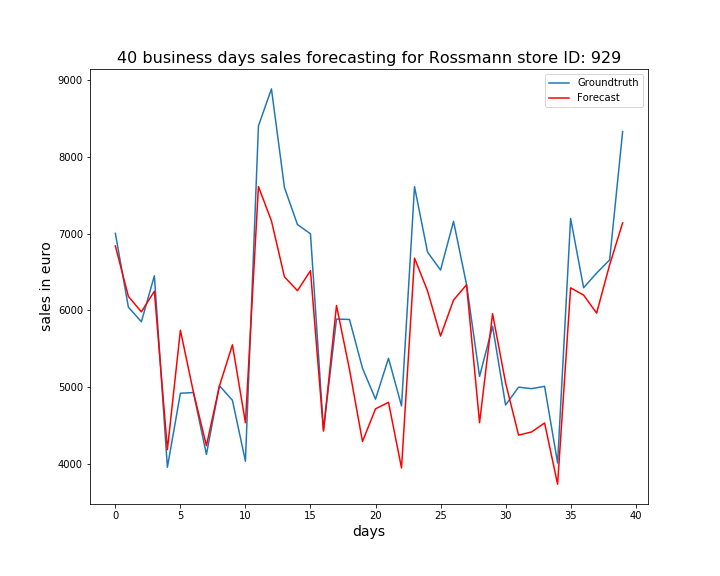 40 business days sales forecasting for Rossmann store ID: 929
Groundtruth
Forecast
sales in euro
9000
8000
7000
6000
5000
4000
0 5 10 15 20 25 30 35 40
days